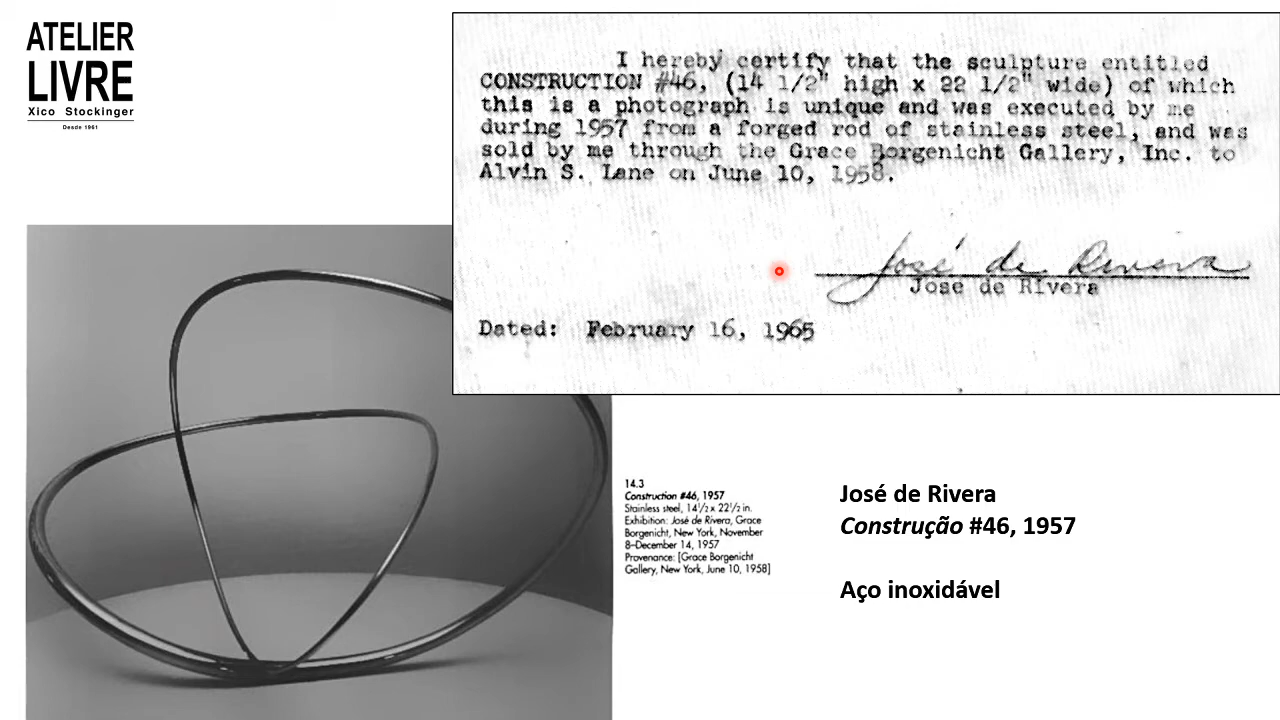 ATELIER
LIVRE
Xico Stockinger
Desde 1961
I hereby certify that the sculpture entitled
CONSTRUCTION #46, (14 1/2" high x 22 1/2" wide) of which
this is a photograph is unique and was executed by me
during 1957 from a forged rod of stainless steel, and was
sold by me through the Grace Borgenicht Gallery, Inc. to
Alvin S. Lane on June 10, 1958.
José de Rivera
Jose de Rivera
Dated: February 16, 1965
14.3
Construction #46, 1957
Stainless steel, 14½ x 22½ in.
Exhibition: José de Rivera, Grace
Borgenicht, New York, November
8–December 14, 1957
Provenance: [Grace Borgenicht
Gallery, New York, June 10, 1958]
José de Rivera
Construção #46, 1957
Aço inoxidável